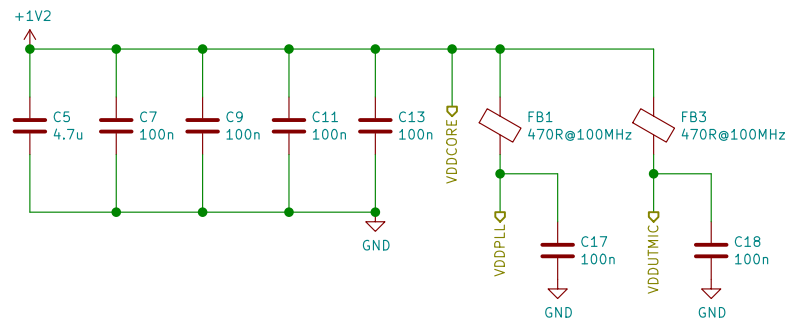 +1V2
C5
4.7u
C7
100n
C9
100n
C11
100n
C13
100n
VDDCORE
FB1
470R@100MHz
FB3
470R@100MHz
GND
VDDPLL
C17
100n
VDDUTMIC
C18
100n
GND
GND